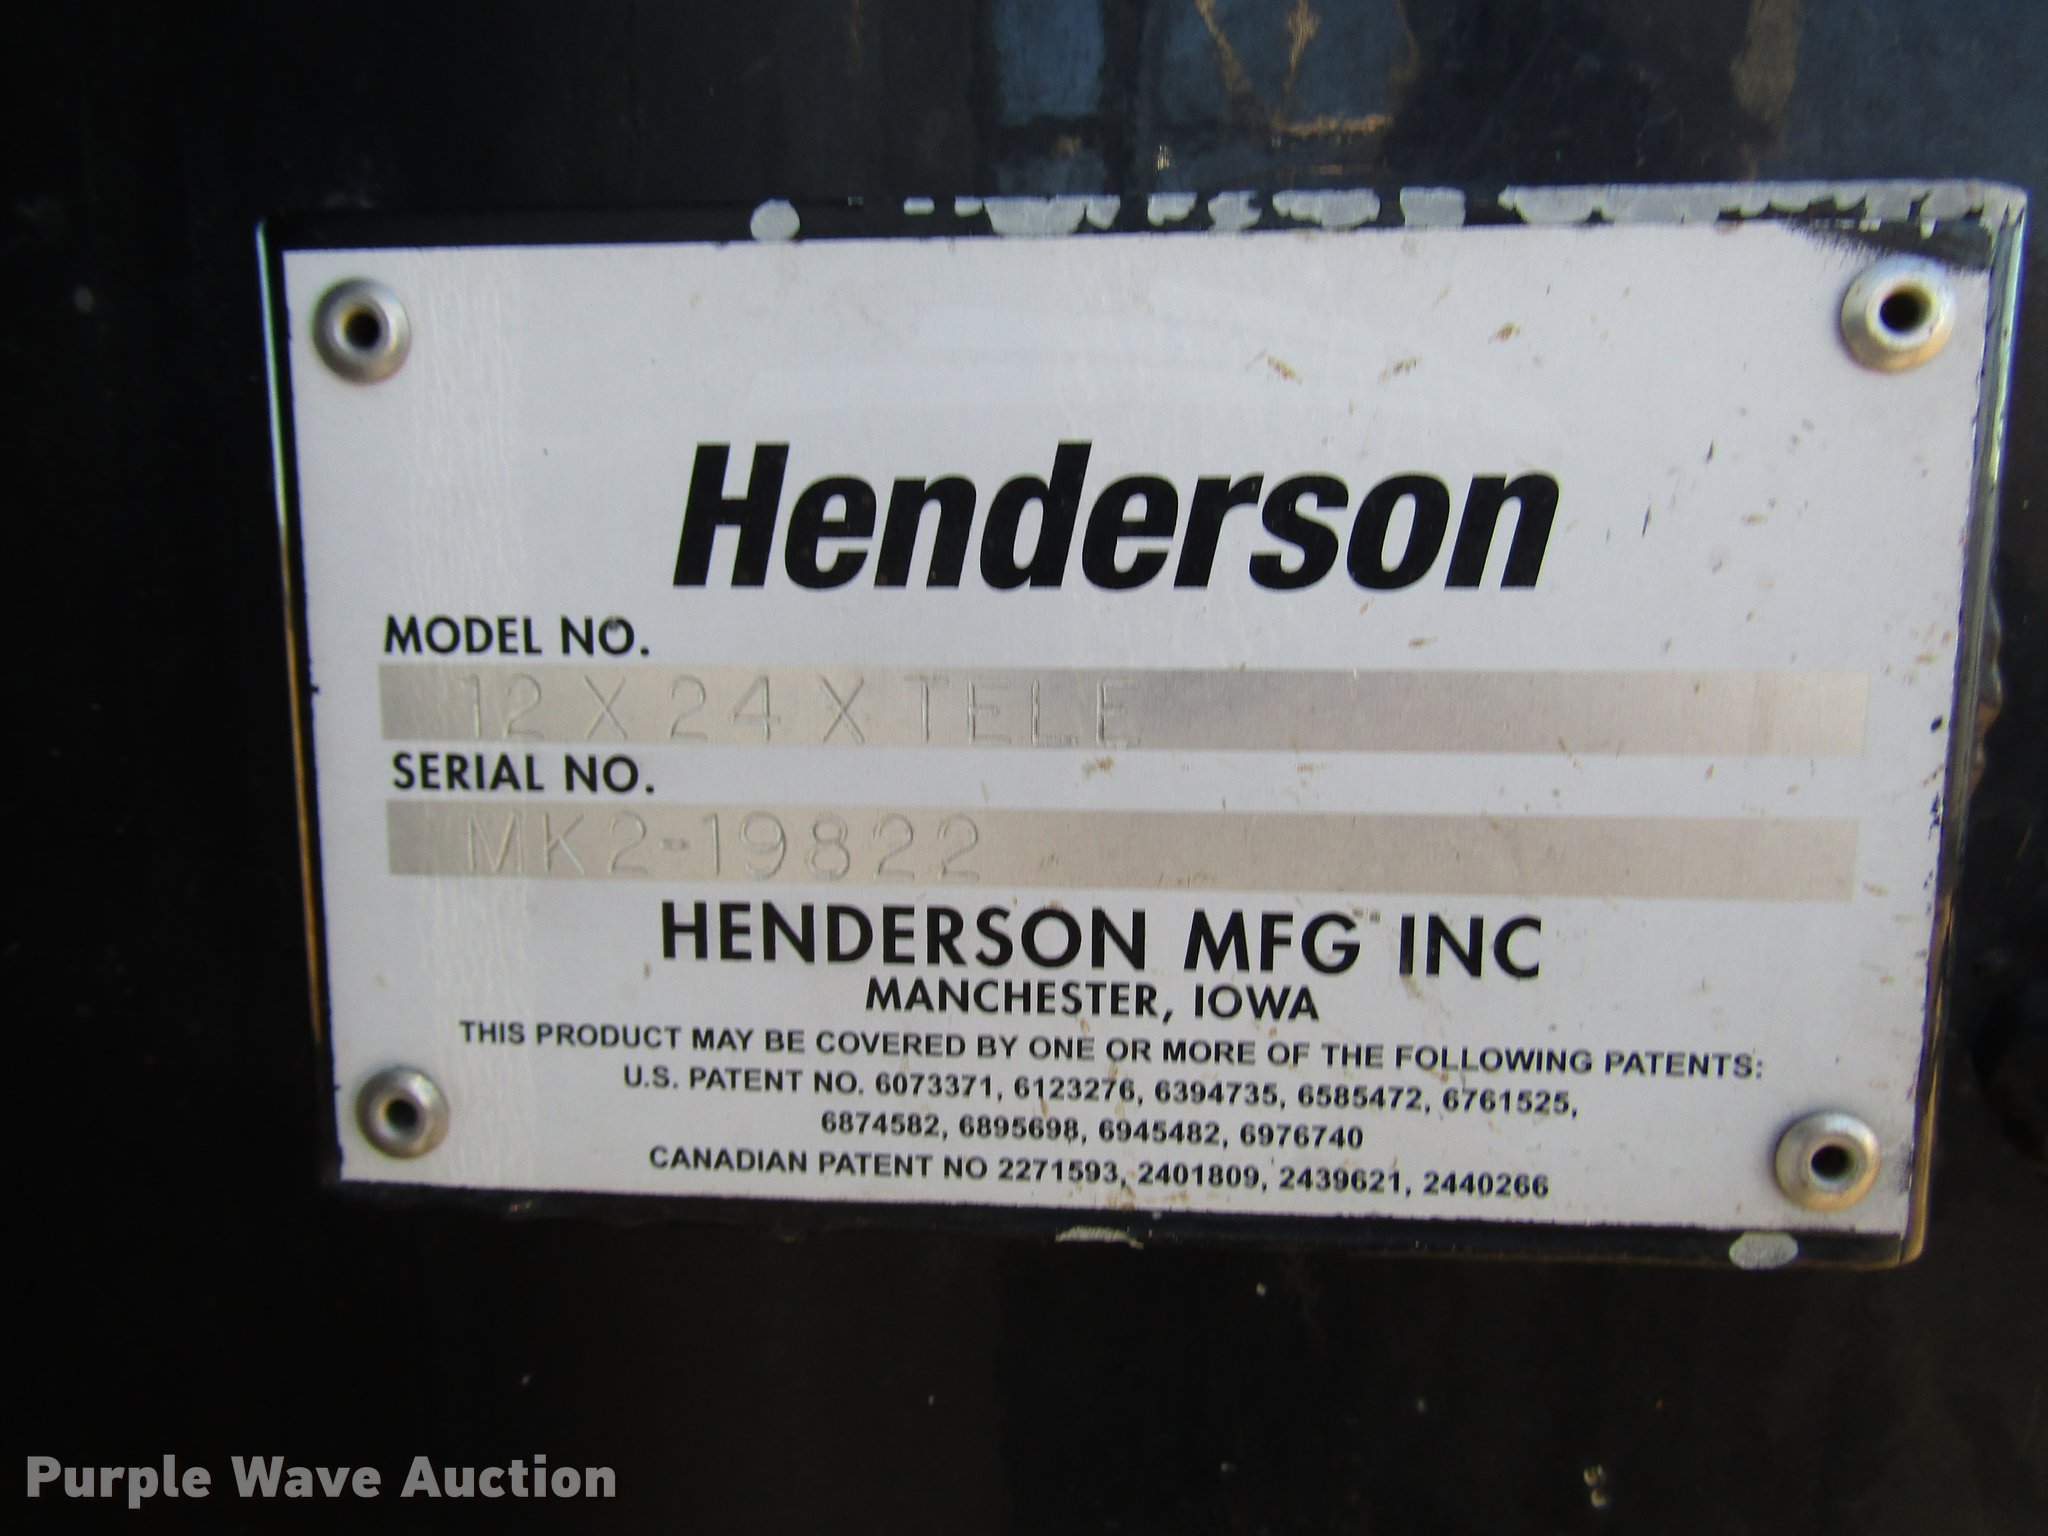 Henderson
MODEL NO.
12 X 24 X TELE
SERIAL NO.
MK2-19822
HENDERSON MFG INC
MANCHESTER, IOWA
THIS PRODUCT MAY BE COVERED BY ONE OR MORE OF THE FOLLOWING PATENTS:
U.S. PATENT NO. 6073371, 6123276, 6394735, 6585472, 6761525,
6874582, 6895698, 6945482, 6976740
CANADIAN PATENT NO 2271593, 2401809, 2439621, 2440266
Purple Wave Auction